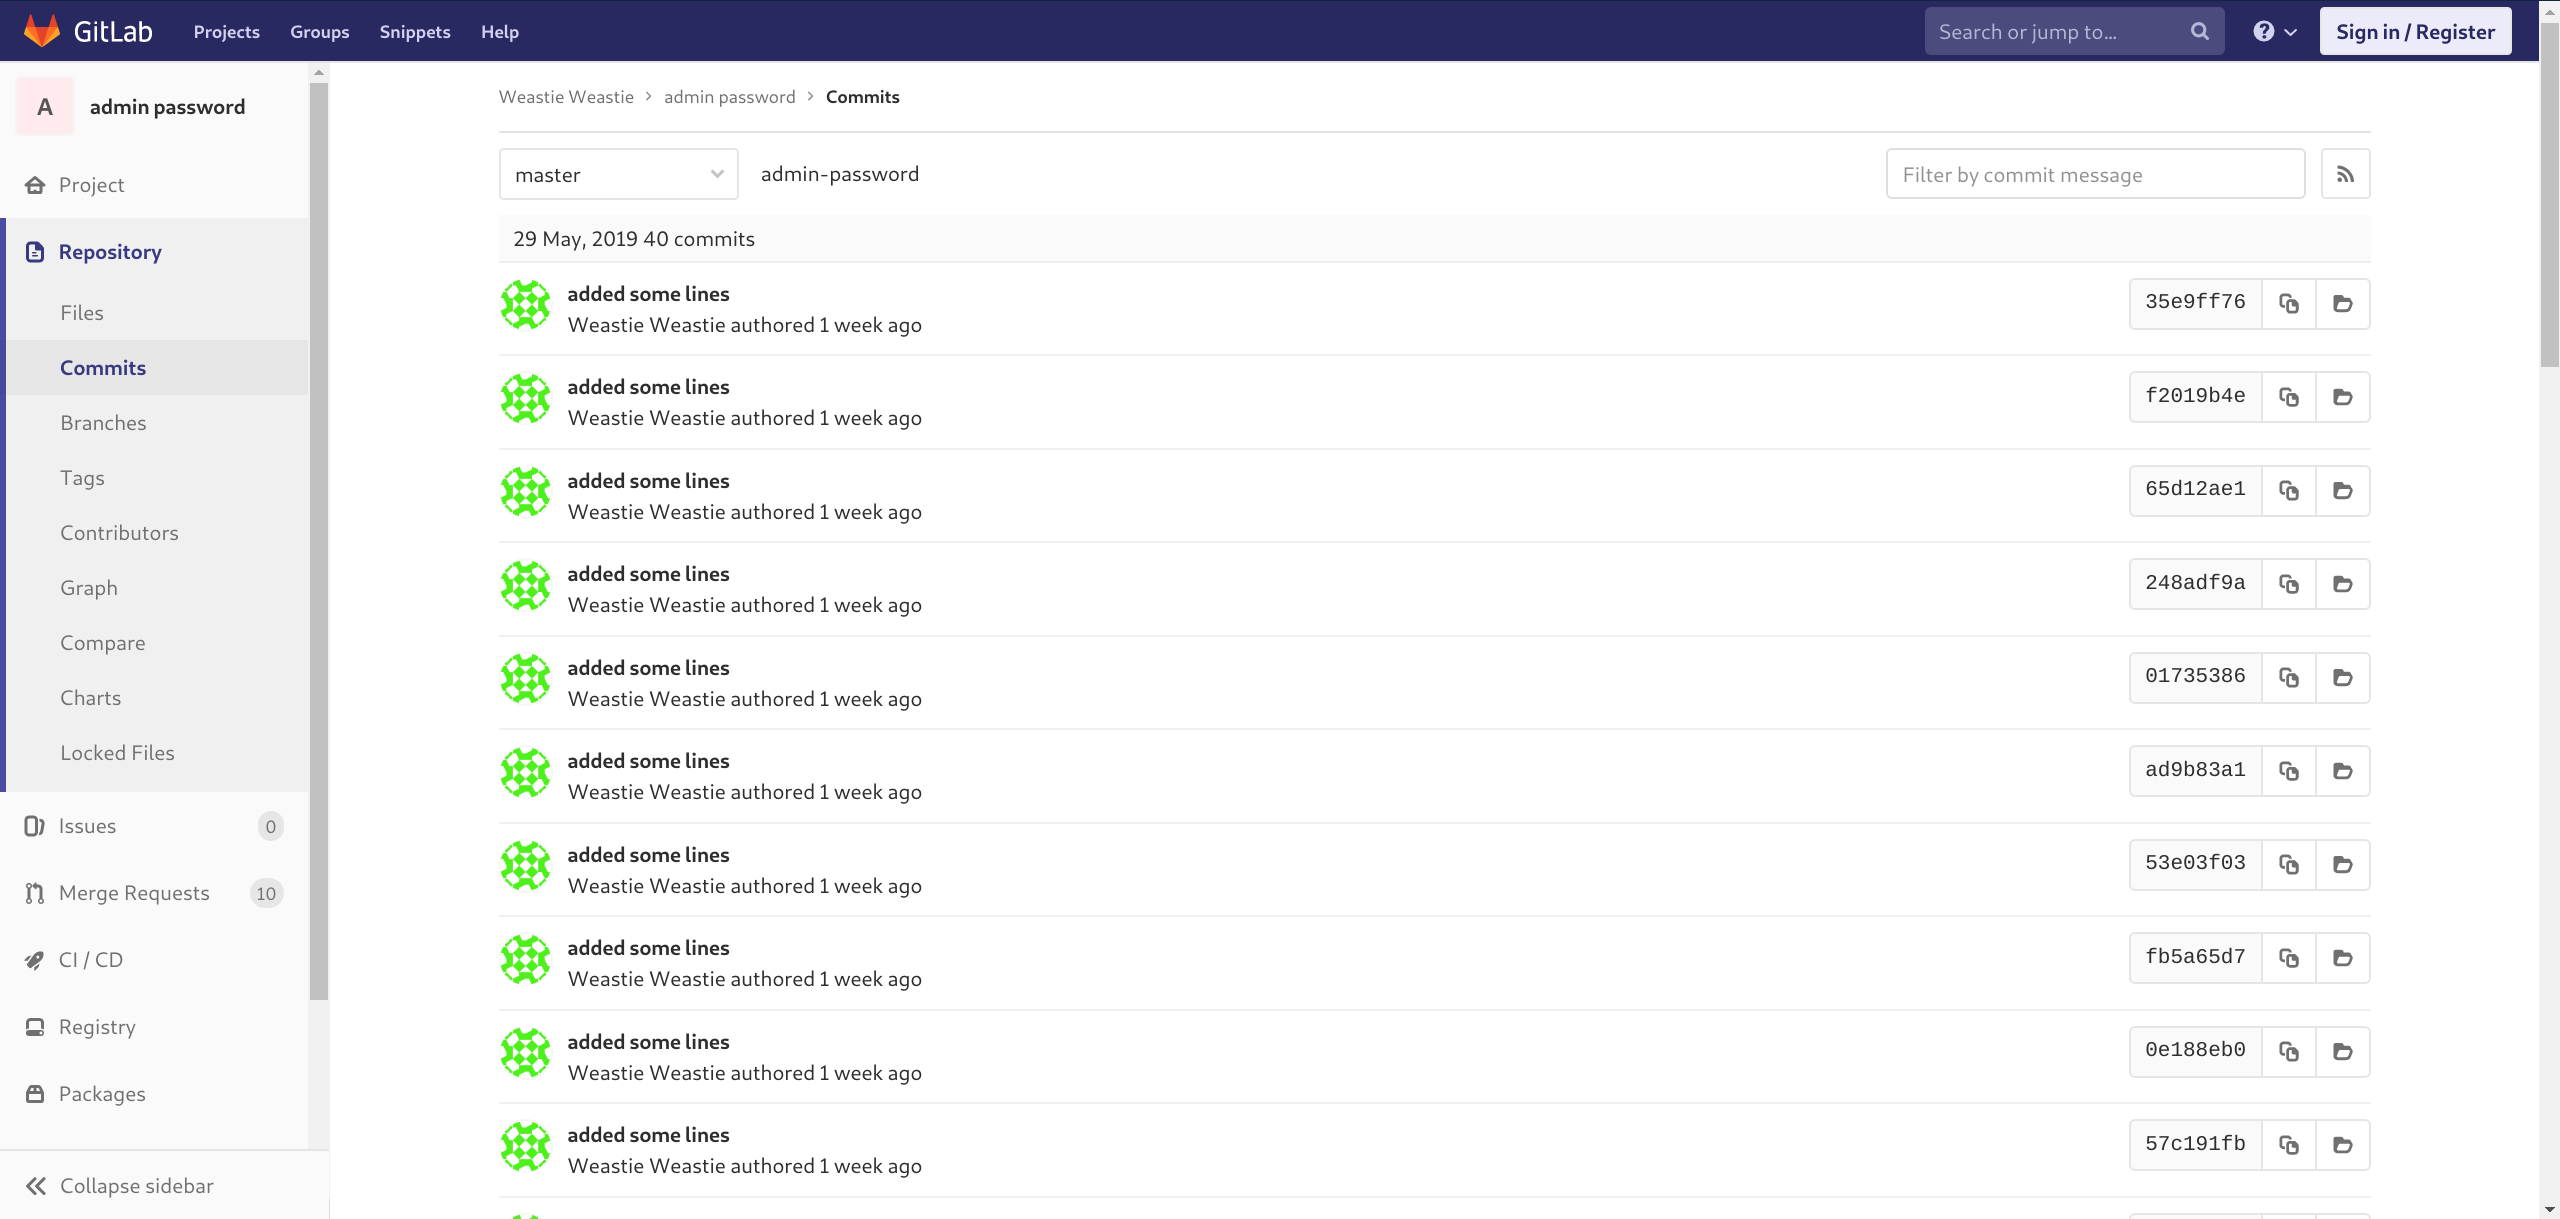 GitLab Projects Groups Snippets Help Search or jump to... Sign in / Register
A admin password
Project
Repository
Files
Commits
Branches
Tags
Contributors
Graph
Compare
Charts
Locked Files
Issues 0
Merge Requests 10
CI / CD
Registry
Packages
Collapse sidebar
Weastie Weastie > admin password > Commits
master admin-password Filter by commit message
29 May, 2019 40 commits
added some lines
Weastie Weastie authored 1 week ago
35e9ff76
added some lines
Weastie Weastie authored 1 week ago
f2019b4e
added some lines
Weastie Weastie authored 1 week ago
65d12ae1
added some lines
Weastie Weastie authored 1 week ago
248adf9a
added some lines
Weastie Weastie authored 1 week ago
01735386
added some lines
Weastie Weastie authored 1 week ago
ad9b83a1
added some lines
Weastie Weastie authored 1 week ago
53e03f03
added some lines
Weastie Weastie authored 1 week ago
fb5a65d7
added some lines
Weastie Weastie authored 1 week ago
0e188eb0
added some lines
Weastie Weastie authored 1 week ago
57c191fb